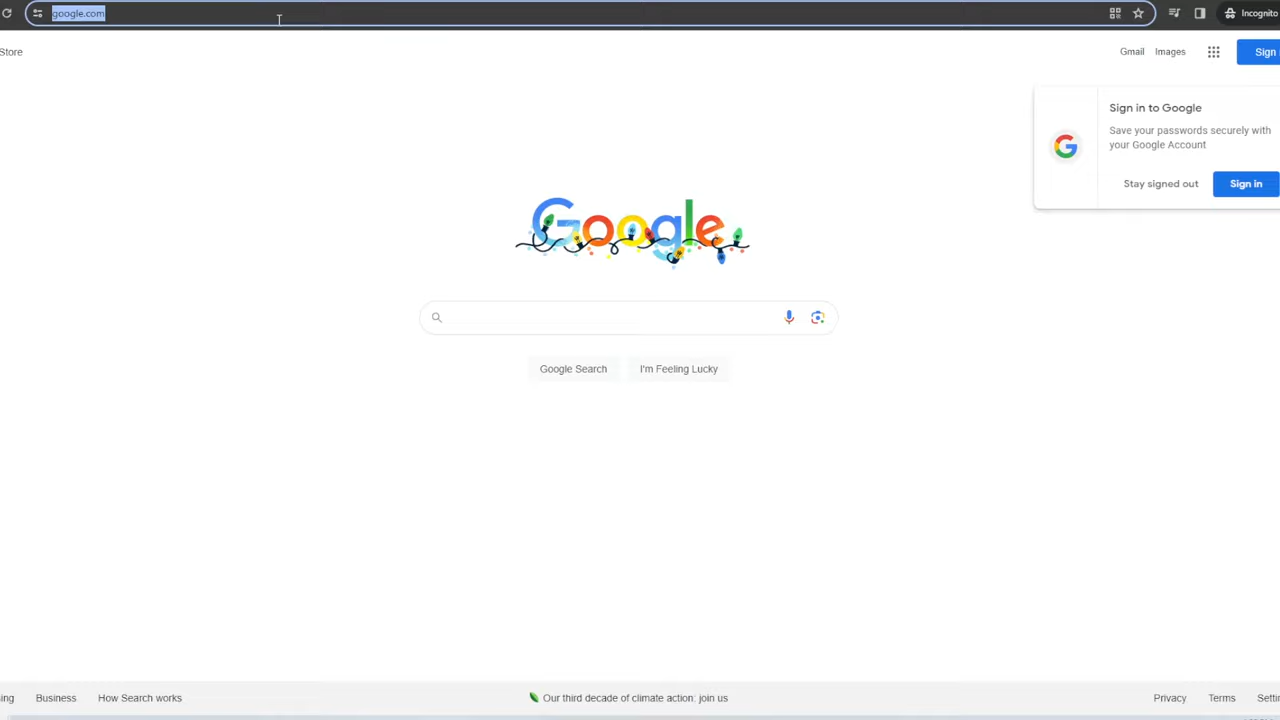 google.com
Incognito
Store
Gmail
Images
Sign
Sign in to Google
Save your passwords securely with
your Google Account
Stay signed out
Sign in
Google
Google Search
I'm Feeling Lucky
ing
Business
How Search works
Our third decade of climate action: join us
Privacy
Terms
Setti